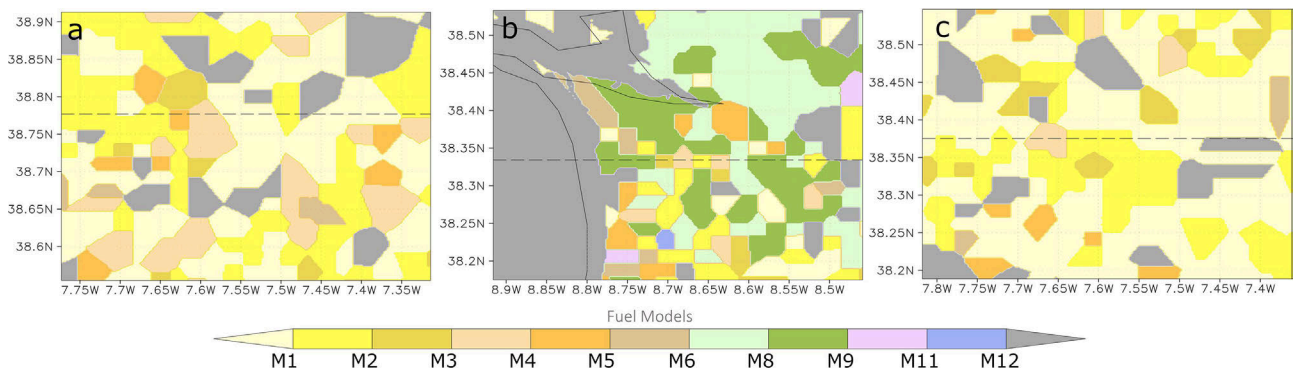 a
38.9N
38.85N
38.8N
38.75N
38.7N
38.65N
38.6N
7.75W 7.7W 7.65W 7.6W 7.55W 7.5W 7.45W 7.4W 7.35W
b
38.5N
38.45N
38.4N
38.35N
38.3N
38.25N
38.2N
8.9W 8.85W 8.8W 8.75W 8.7W 8.65W 8.6W 8.55W 8.5W
c
38.5N
38.45N
38.4N
38.35N
38.3N
38.25N
38.2N
7.8W 7.75W 7.7W 7.65W 7.6W 7.55W 7.5W 7.45W 7.4W
Fuel Models
M1 M2 M3 M4 M5 M6 M8 M9 M11 M12